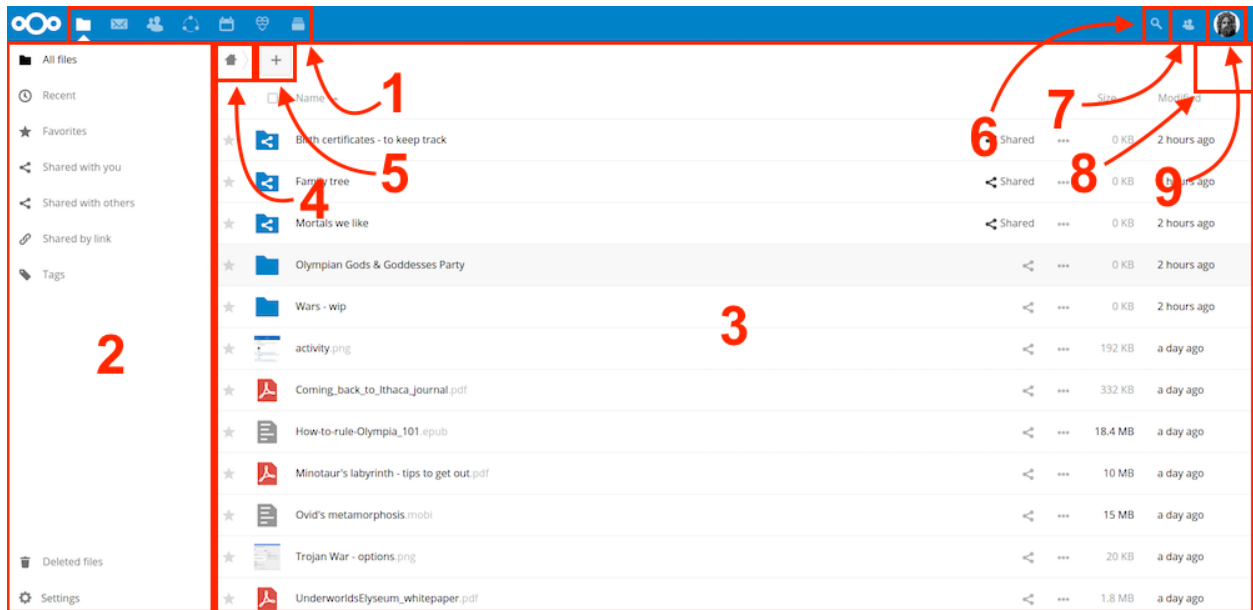 All files
Recent
Favorites
Shared with you
Shared with others
Shared by link
Tags
Deleted files
Settings
Name Size Modified
Birth certificates - to keep track Shared 0 KB 2 hours ago
Family tree Shared 0 KB hours ago
Mortals we like Shared 0 KB 2 hours ago
Olympian Gods & Goddesses Party 0 KB 2 hours ago
Wars - wip 0 KB 2 hours ago
activity.png 192 KB a day ago
Coming_back_to_Ithaca_journal.pdf 332 KB a day ago
How-to-rule-Olympia_101.epub 18.4 MB a day ago
Minotaur's labyrinth - tips to get out.pdf 10 MB a day ago
Ovid's metamorphosis.mobi 15 MB a day ago
Trojan War - options.png 20 KB a day ago
UnderworldsElyseum_whitepaper.pdf 1.8 MB a day ago
1
2
3
4
5
6
7
8
9